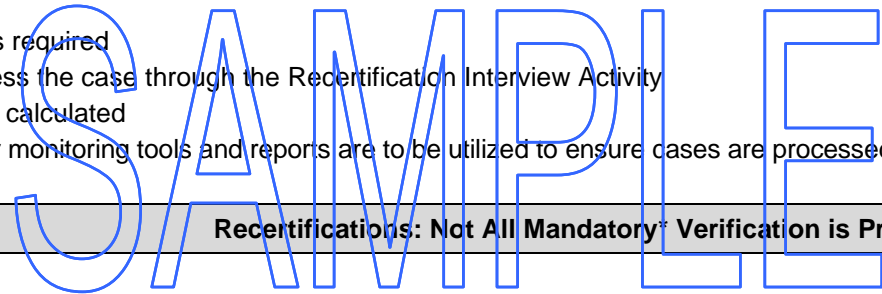 s required
ess the case through the Recertification Interview Activity
calculated
monitoring tools and reports are to be utilized to ensure cases are processed
Recertifications: Not All Mandatory* Verification is Pr
SAMPLE